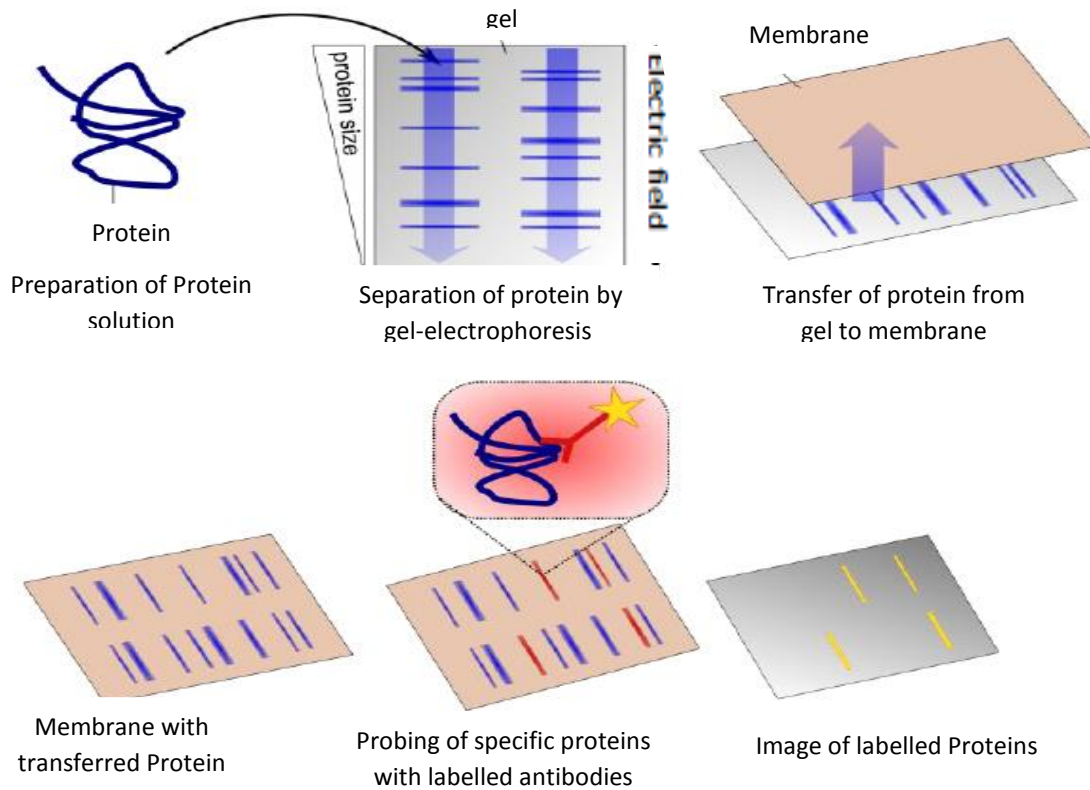 gel
Membrane
protein size
Electric field
Protein
Preparation of Protein
solution
Separation of protein by
gel-electrophoresis
Transfer of protein from
gel to membrane
Membrane with
transferred Protein
Probing of specific proteins
with labelled antibodies
Image of labelled Proteins